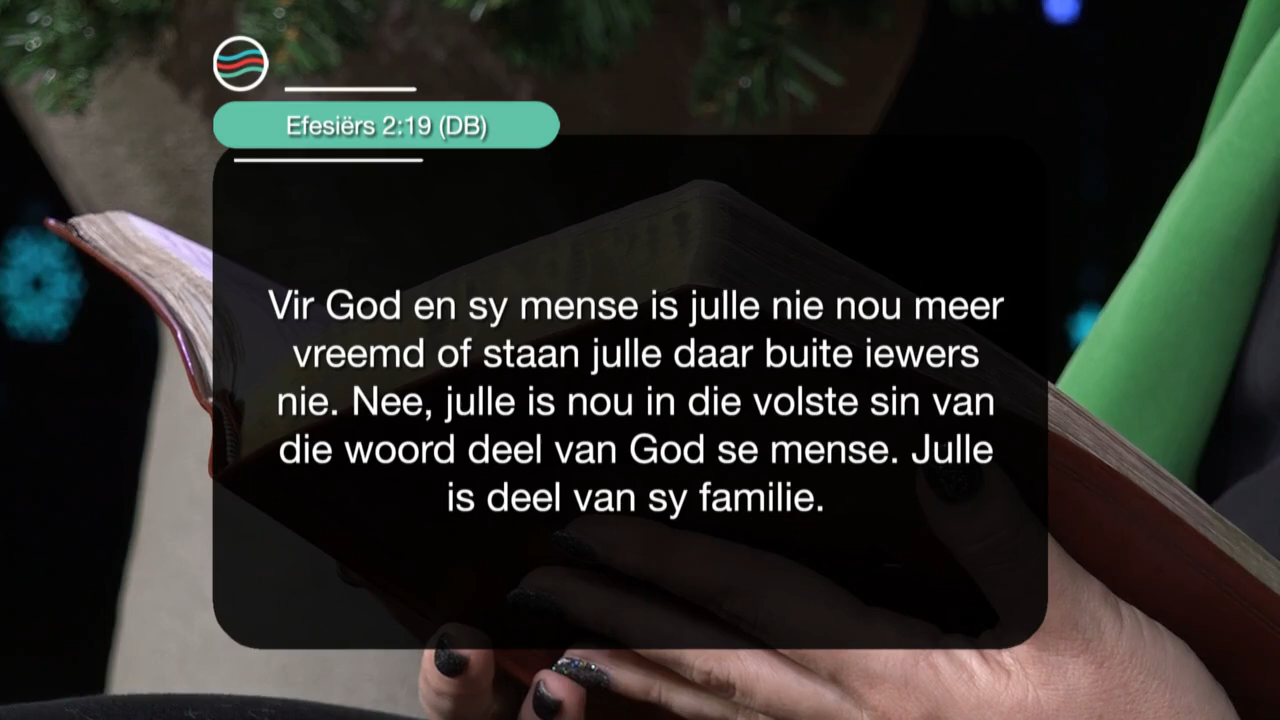 Efesiërs 2:19 (DB)
Vir God en sy mense is julle nie nou meer
vreemd of staan julle daar buite iewers
nie. Nee, julle is nou in die volste sin van
die woord deel van God se mense. Julle
is deel van sy familie.